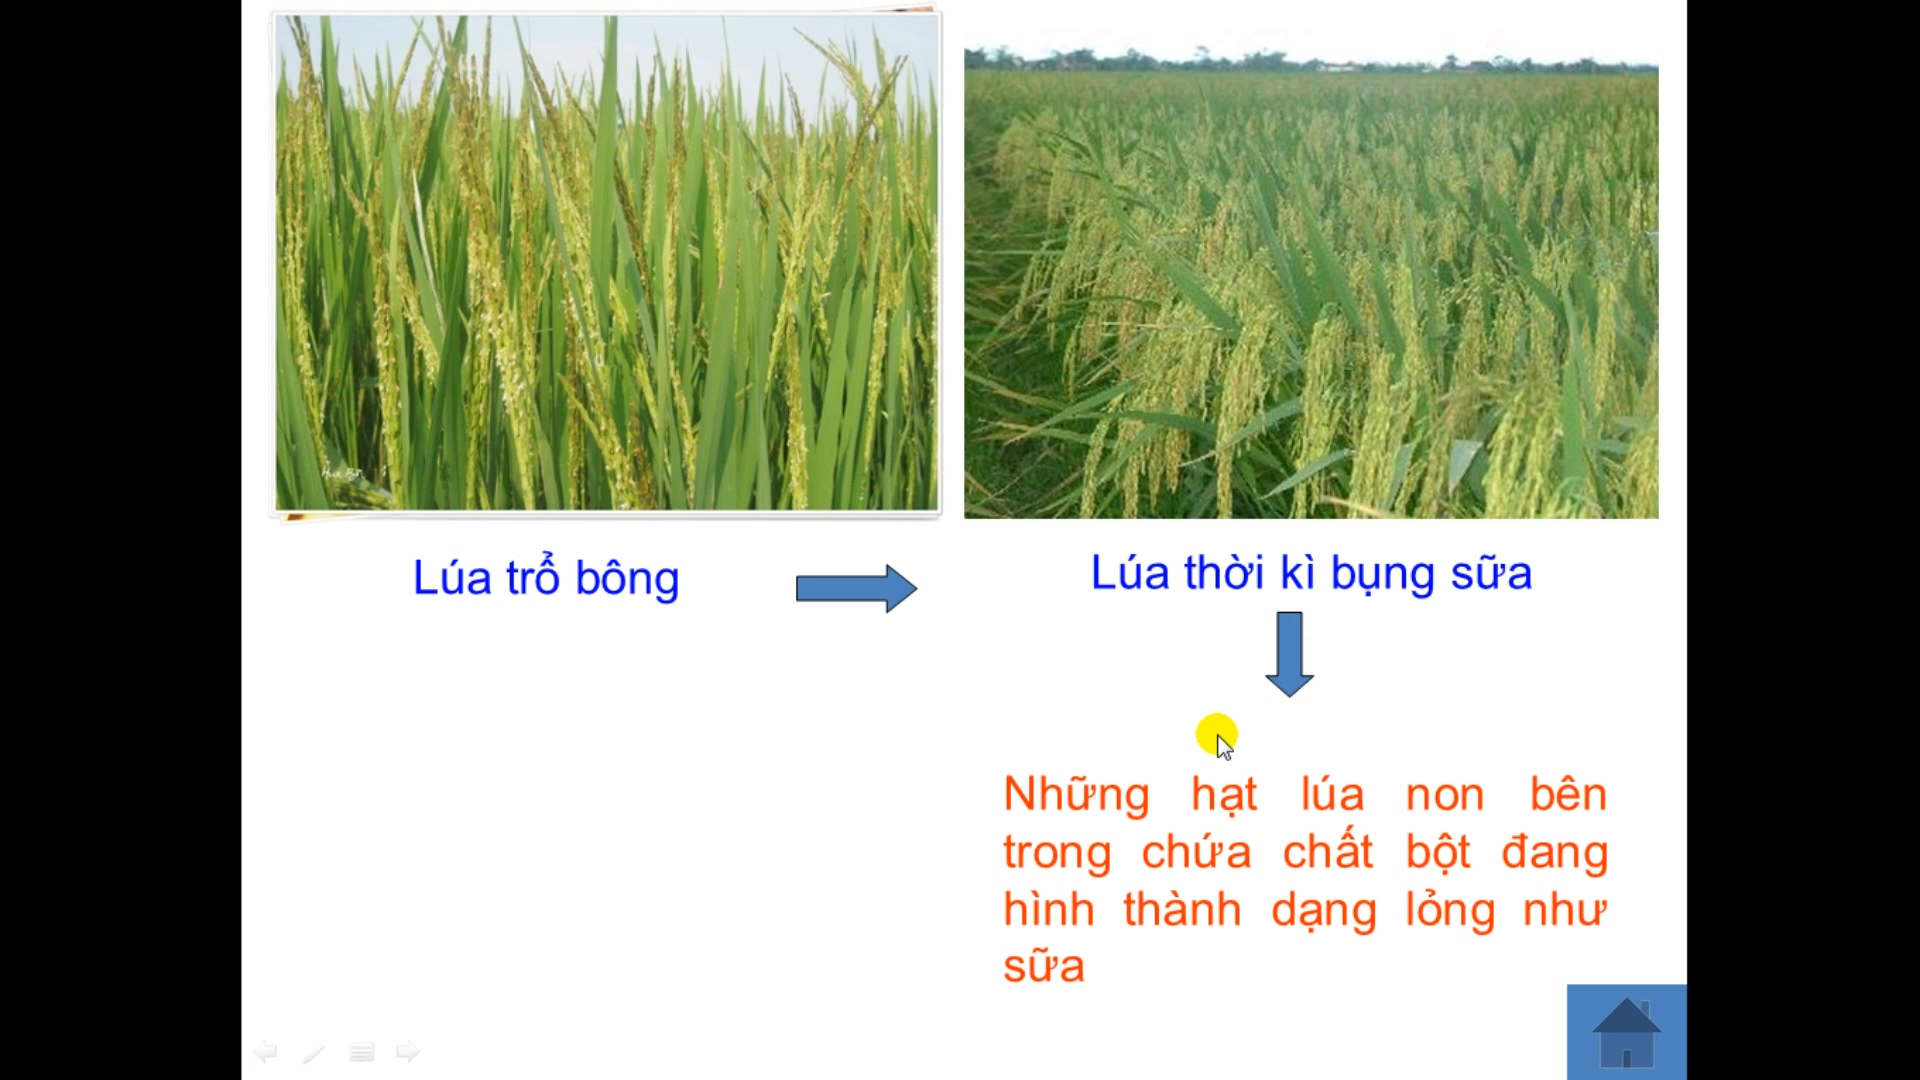 Lúa trổ bông
Lúa thời kì bụng sữa
Những hạt lúa non bên
trong chứa chất bột đang
hình thành dạng lỏng như
sữa